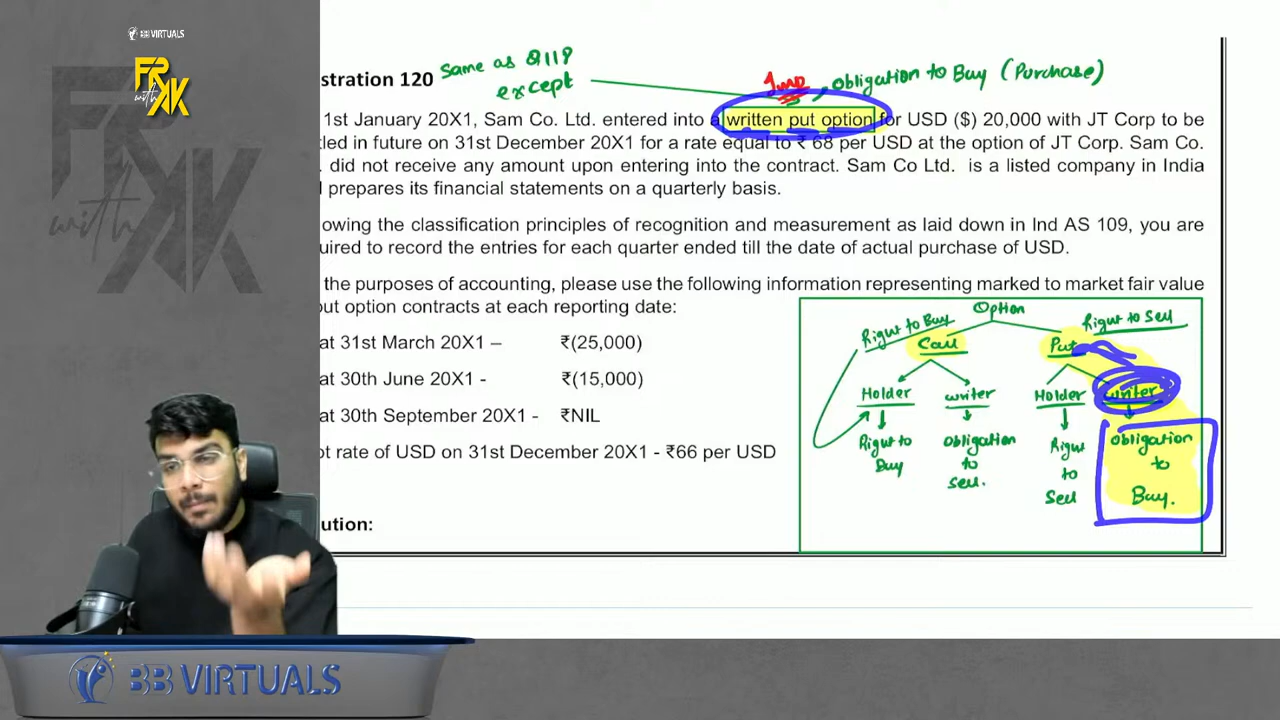 BB VIRTUALS
FR
with
AK
Same as Q119
except
Imp
obligation to Buy (Purchase)
stration 120
1st January 20X1, Sam Co. Ltd. entered into a written put option for USD ($) 20,000 with JT Corp to be
tled in future on 31st December 20X1 for a rate equal to ₹ 68 per USD at the option of JT Corp. Sam Co.
. did not receive any amount upon entering into the contract. Sam Co Ltd. is a listed company in India
prepares its financial statements on a quarterly basis.
owing the classification principles of recognition and measurement as laid down in Ind AS 109, you are
uired to record the entries for each quarter ended till the date of actual purchase of USD.
the purposes of accounting, please use the following information representing marked to market fair value
out option contracts at each reporting date:
at 31st March 20X1 – ₹(25,000)
at 30th June 20X1 - ₹(15,000)
at 30th September 20X1 - ₹NIL
ot rate of USD on 31st December 20X1 - ₹66 per USD
ution:
Option
Right to Buy
Right to Sell
Call
Put
Holder
writer
Holder
writer
Right to
Buy
obligation
to
Sell.
Right
to
Sell
obligation
to
Buy.
BB VIRTUALS